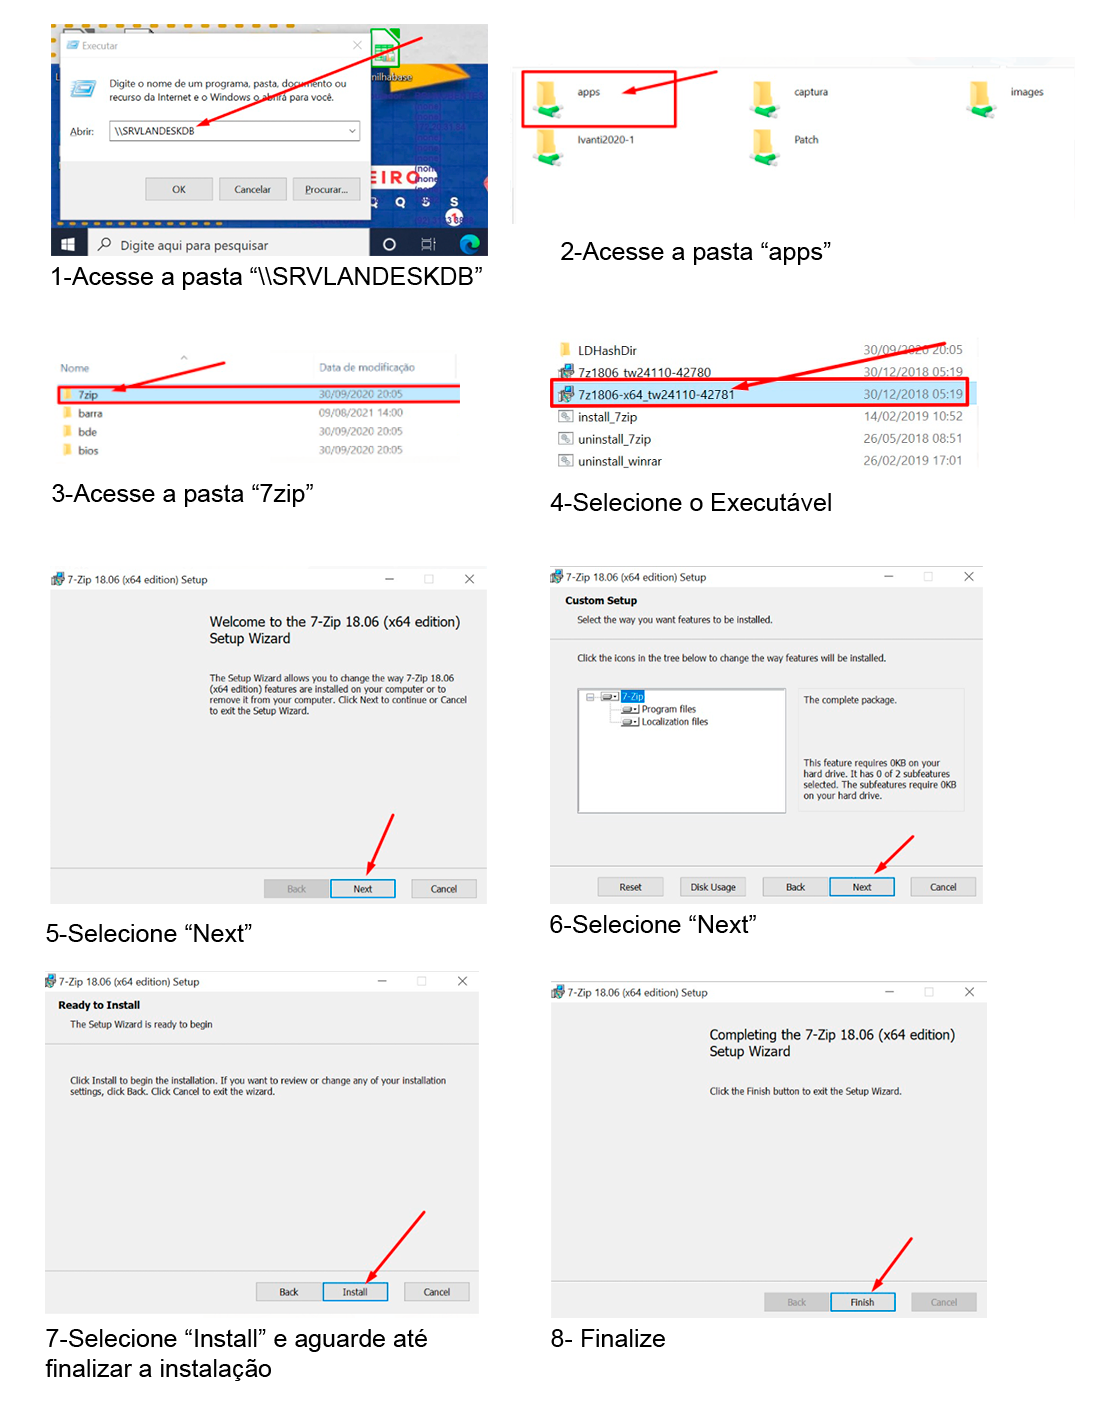 Executar
Digite o nome de um programa, pasta, documento ou
recurso da Internet e o Windows o abrirá para você.
Abrir:
\\SRVLANDESKDB
OK
Cancelar
Procurar...
nilhabase
EIRO
Q Q S S
Digite aqui para pesquisar
1-Acesse a pasta “\\SRVLANDESKDB”
apps
captura
images
Ivanti2020-1
Patch
2-Acesse a pasta “apps”
Nome
Data de modificação
7zip
30/09/2020 20:05
barra
09/08/2021 14:00
bde
30/09/2020 20:05
bios
30/09/2020 20:05
3-Acesse a pasta “7zip”
LDHashDir
30/09/2020 20:05
7z1806_tw24110-42780
30/12/2018 05:19
7z1806-x64_tw24110-42781
30/12/2018 05:19
install_7zip
14/02/2019 10:52
uninstall_7zip
26/05/2018 08:51
uninstall_winrar
26/02/2019 17:01
4-Selecione o Executável
7-Zip 18.06 (x64 edition) Setup
Welcome to the 7-Zip 18.06 (x64 edition)
Setup Wizard
The Setup Wizard allows you to change the way 7-Zip 18.06
(x64 edition) features are installed on your computer or to
remove it from your computer. Click Next to continue or Cancel
to exit the Setup Wizard.
Back
Next
Cancel
5-Selecione “Next”
7-Zip 18.06 (x64 edition) Setup
Custom Setup
Select the way you want features to be installed.
Click the icons in the tree below to change the way features will be installed.
7-Zip
Program files
Localization files
The complete package.
This feature requires 0KB on your
hard drive. It has 0 of 2 subfeatures
selected. The subfeatures require 0KB
on your hard drive.
Reset
Disk Usage
Back
Next
Cancel
6-Selecione “Next”
7-Zip 18.06 (x64 edition) Setup
Ready to Install
The Setup Wizard is ready to begin
Click Install to begin the installation. If you want to review or change any of your installation
settings, click Back. Click Cancel to exit the wizard.
Back
Install
Cancel
7-Selecione “Install” e aguarde até
finalizar a instalação
7-Zip 18.06 (x64 edition) Setup
Completing the 7-Zip 18.06 (x64 edition)
Setup Wizard
Click the Finish button to exit the Setup Wizard.
Back
Finish
Cancel
8- Finalize